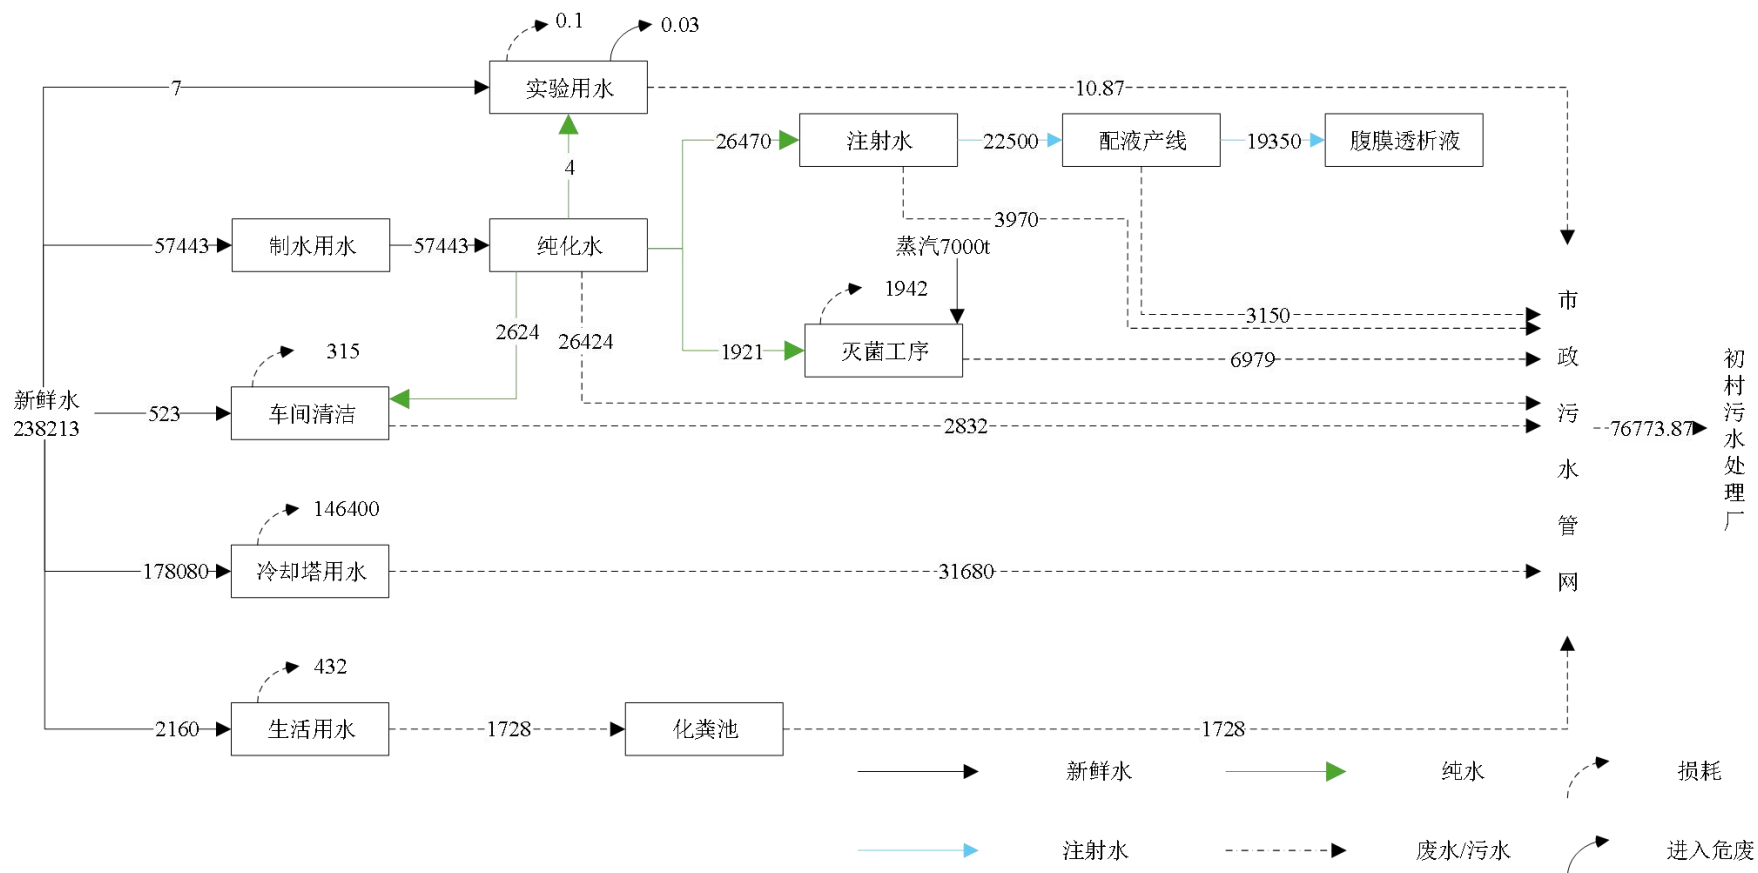 0.1
0.03
7
实验用水
10.87
4
26470
注射水
22500
配液产线
19350
腹膜透析液
3970
57443
制水用水
57443
纯化水
蒸汽7000t
1942
2624
26424
3150
1921
灭菌工序
6979
315
新鲜水
238213
523
车间清洁
2832
市政污水管网
76773.87
初村污水处理厂
146400
178080
冷却塔用水
31680
432
2160
生活用水
1728
化粪池
1728
新鲜水
纯水
损耗
注射水
废水/污水
进入危废